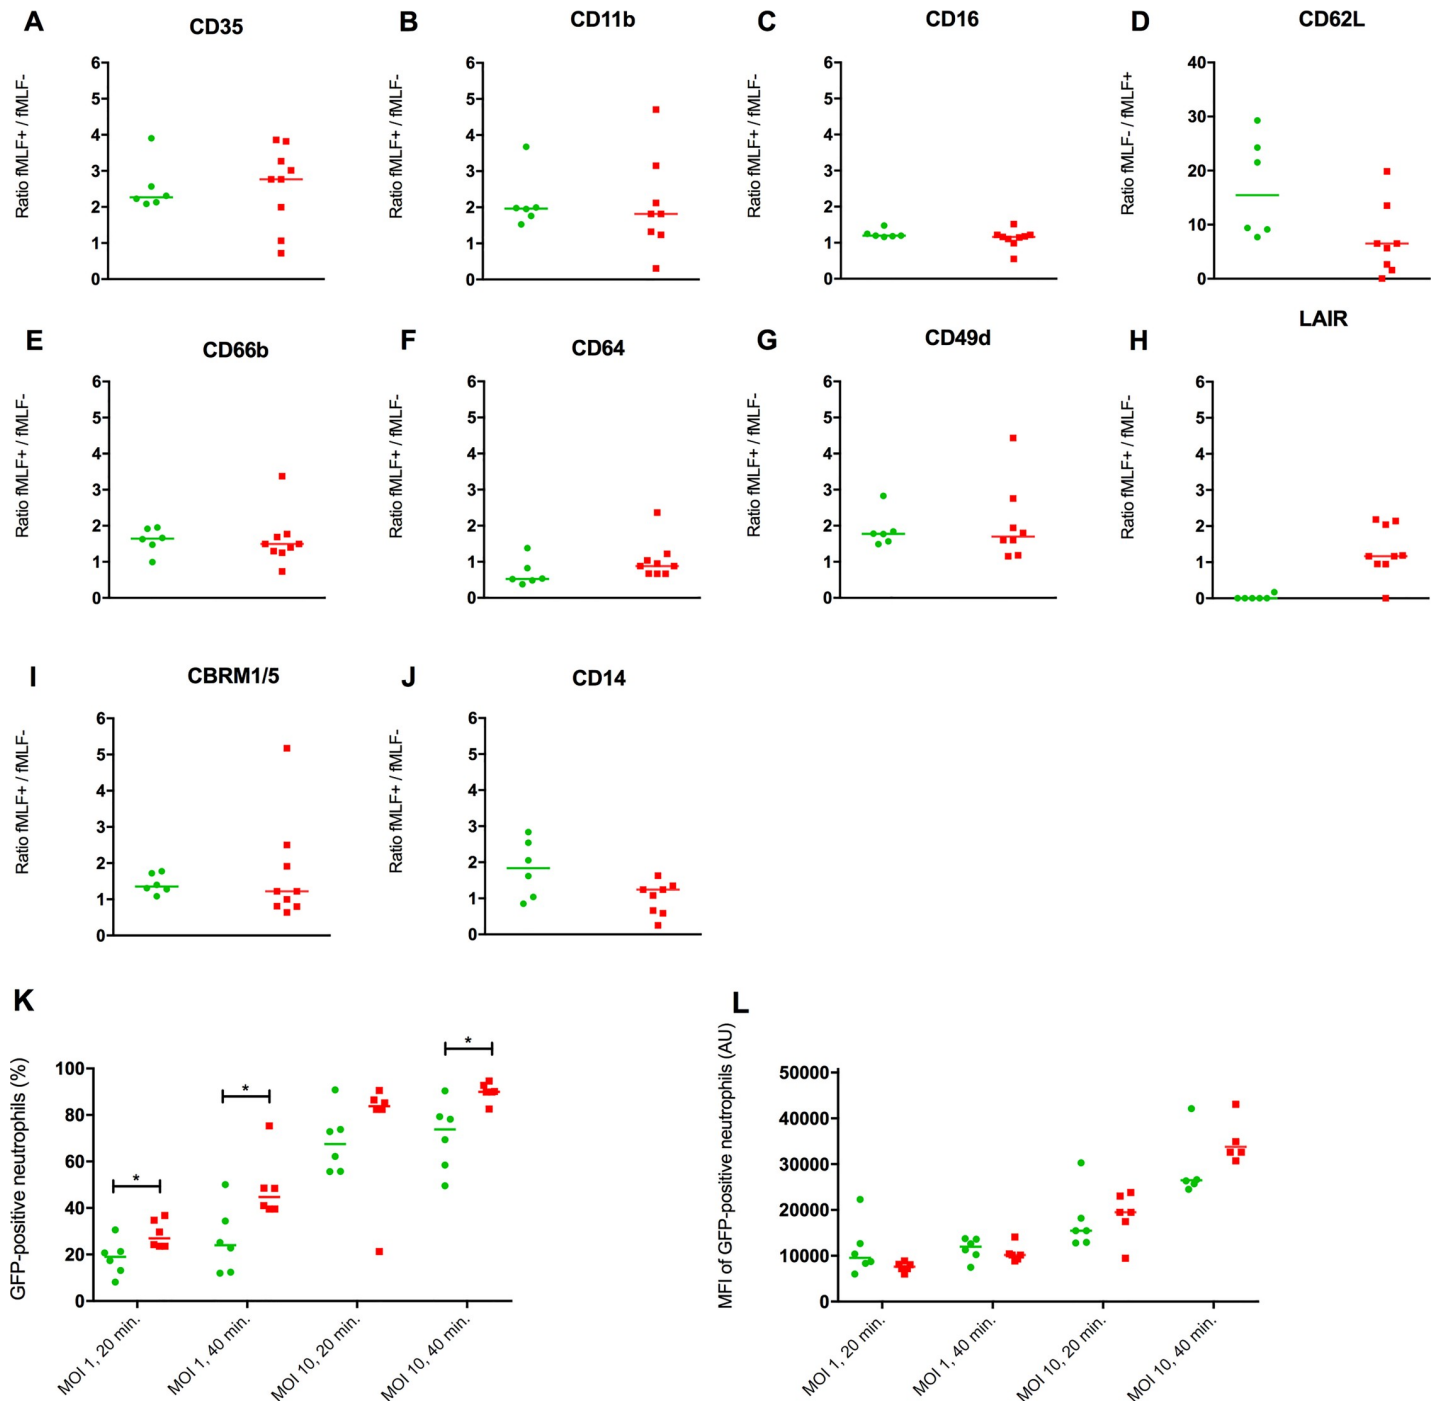 A
CD35
Ratio fMLF+ / fMLF-
6
5
4
3
2
1
0
B
CD11b
Ratio fMLF+ / fMLF-
6
5
4
3
2
1
0
C
CD16
Ratio fMLF+ / fMLF-
6
5
4
3
2
1
0
D
CD62L
Ratio fMLF- / fMLF+
40
30
20
10
0
E
CD66b
Ratio fMLF+ / fMLF-
6
5
4
3
2
1
0
F
CD64
Ratio fMLF+ / fMLF-
6
5
4
3
2
1
0
G
CD49d
Ratio fMLF+ / fMLF-
6
5
4
3
2
1
0
H
LAIR
Ratio fMLF+ / fMLF-
6
5
4
3
2
1
0
I
CBRM1/5
Ratio fMLF+ / fMLF-
6
5
4
3
2
1
0
J
CD14
Ratio fMLF+ / fMLF-
6
5
4
3
2
1
0
K
GFP-positive neutrophils (%)
100
80
60
40
20
0
*
*
*
MOI 1, 20 min.
MOI 1, 40 min.
MOI 10, 20 min.
MOI 10, 40 min.
L
MFI of GFP-positive neutrophils (AU)
50000
40000
30000
20000
10000
0
MOI 1, 20 min.
MOI 1, 40 min.
MOI 10, 20 min.
MOI 10, 40 min.